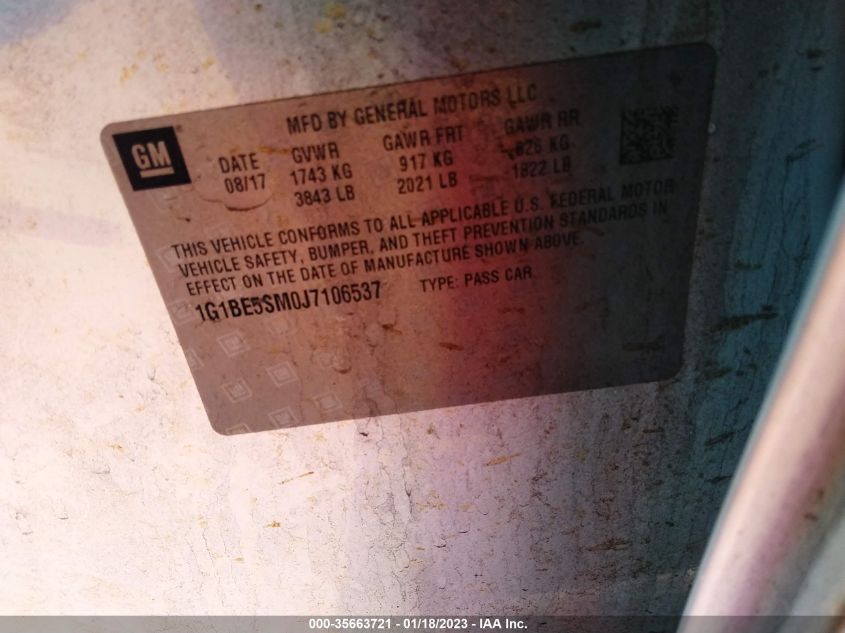 MFD BY GENERAL MOTORS LLC
GM
DATE GVWR GAWR FRT GAWR RR
08/17 1743 KG 917 KG 826 KG
3843 LB 2021 LB 1822 LB
THIS VEHICLE CONFORMS TO ALL APPLICABLE U.S. FEDERAL MOTOR
VEHICLE SAFETY, BUMPER, AND THEFT PREVENTION STANDARDS IN
EFFECT ON THE DATE OF MANUFACTURE SHOWN ABOVE.
1G1BE5SM0J7106537 TYPE: PASS CAR
000-35663721 - 01/18/2023 - IAA Inc.